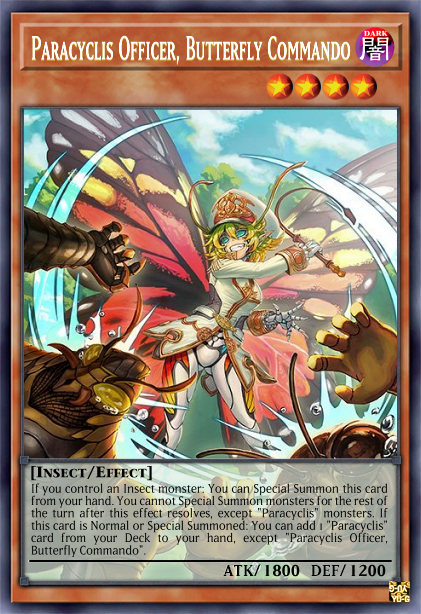 Paracyclis Officer, Butterfly Commando
DARK
闇
[Insect/Effect]
If you control an Insect monster: You can Special Summon this card
from your hand. You cannot Special Summon monsters for the rest of
the turn after this effect resolves, except "Paracyclis" monsters. If
this card is Normal or Special Summoned: You can add 1 "Paracyclis"
card from your Deck to your hand, except "Paracyclis Officer,
Butterfly Commando".
ATK/1800 DEF/1200